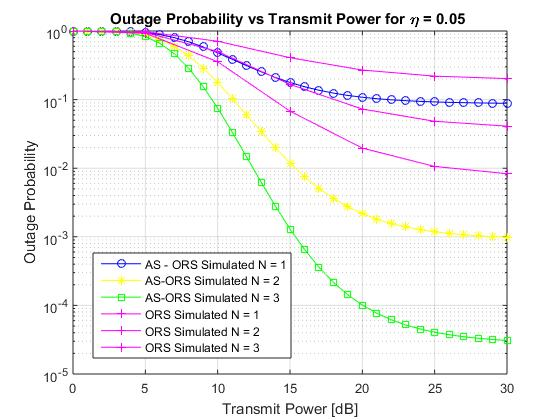 Outage Probability vs Transmit Power for η = 0.05
10^0
10^-1
10^-2
10^-3
10^-4
10^-5
Outage Probability
AS - ORS Simulated N = 1
AS-ORS Simulated N = 2
AS-ORS Simulated N = 3
ORS Simulated N = 1
ORS Simulated N = 2
ORS Simulated N = 3
0 5 10 15 20 25 30
Transmit Power [dB]